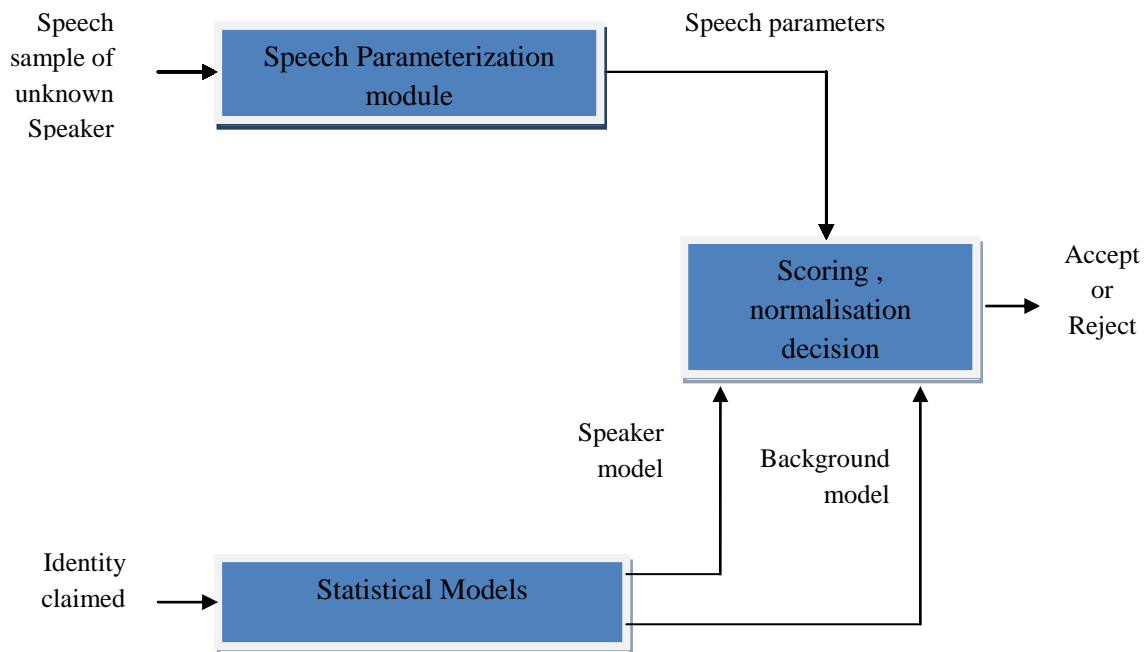 Speech
sample of
unknown
Speaker
Speech Parameterization
module
Speech parameters
Scoring ,
normalisation
decision
Accept
or
Reject
Speaker
model
Background
model
Identity
claimed
Statistical Models